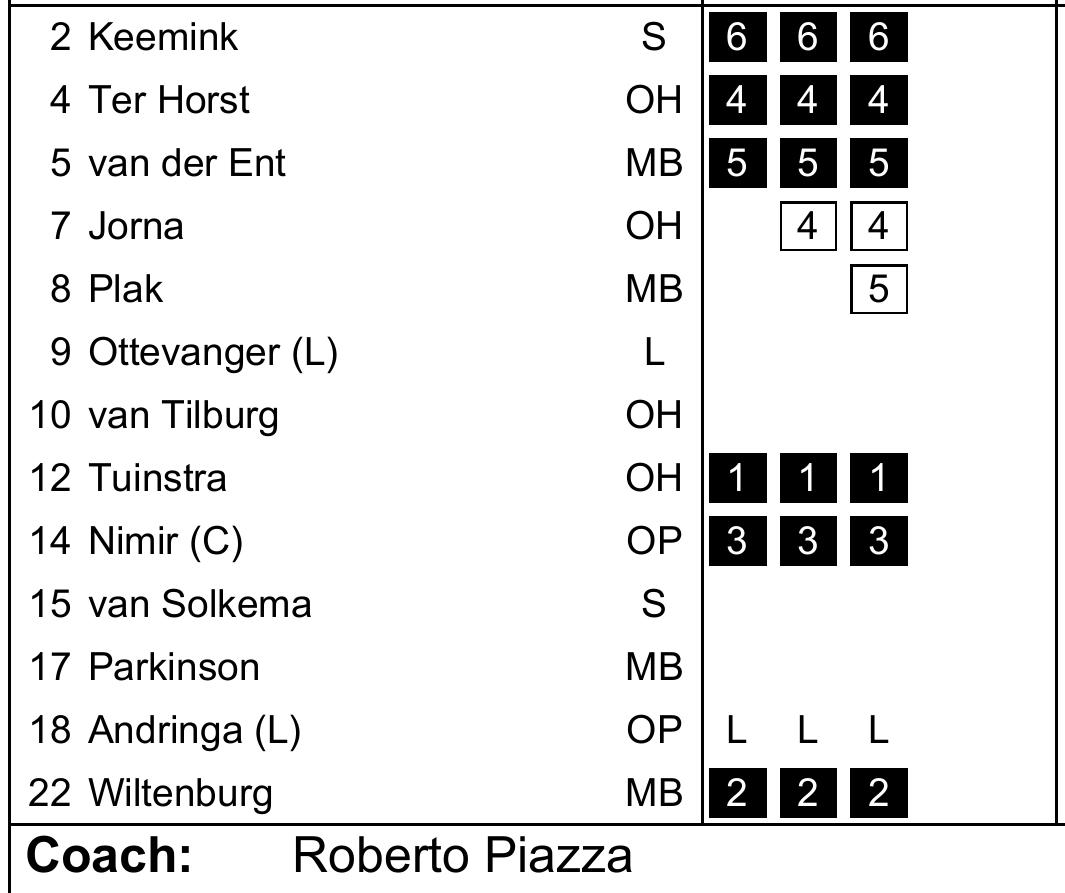 2 Keemink S 6 6 6
4 Ter Horst OH 4 4 4
5 van der Ent MB 5 5 5
7 Jorna OH 4 4
8 Plak MB 5
9 Ottevanger (L) L
10 van Tilburg OH
12 Tuinstra OH 1 1 1
14 Nimir (C) OP 3 3 3
15 van Solkema S
17 Parkinson MB
18 Andringa (L) OP L L L
22 Wiltenburg MB 2 2 2
Coach: Roberto Piazza